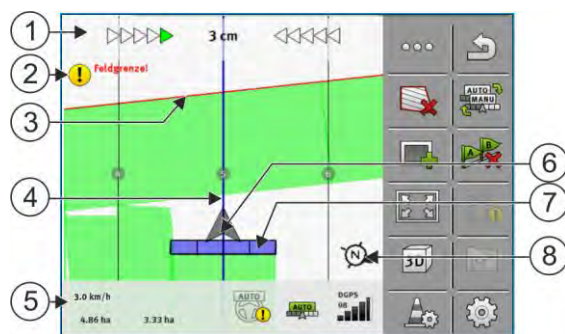 1
3 cm
2
Feldgrenze!
AUTO
MANU
3
A
B
4
6
7
8
N
3D
5
3.0 km/h
4.86 ha
3.33 ha
AUTO
AUTO
DGPS
08